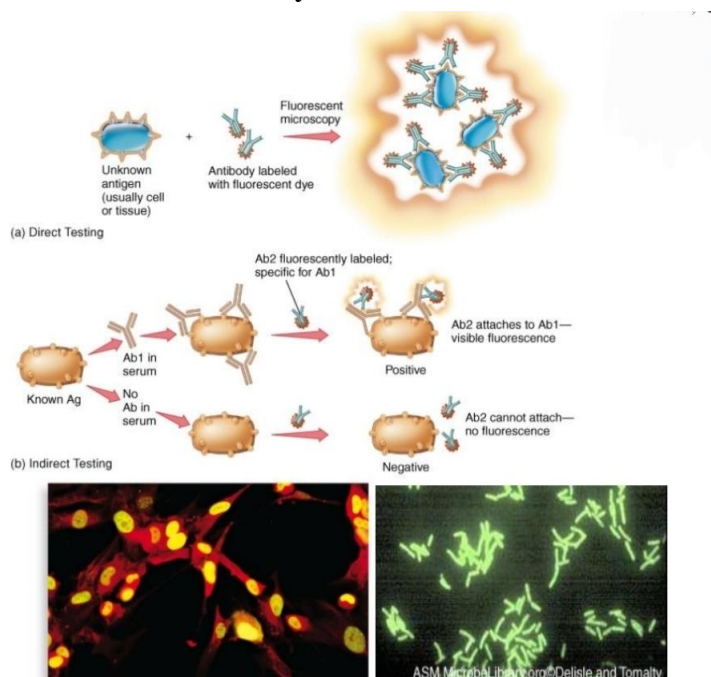 Fluorescent
microscopy
+
Unknown
antigen
(usually cell
or tissue)
Antibody labeled
with fluorescent dye
(a) Direct Testing
Ab2 fluorescently labeled;
specific for Ab1
Ab1 in
serum
Known Ag
No
Ab in
serum
Positive
Ab2 attaches to Ab1—
visible fluorescence
Ab2 cannot attach—
no fluorescence
Negative
(b) Indirect Testing
ASM MicrobeLibrary.org©Delisle and Tomalty